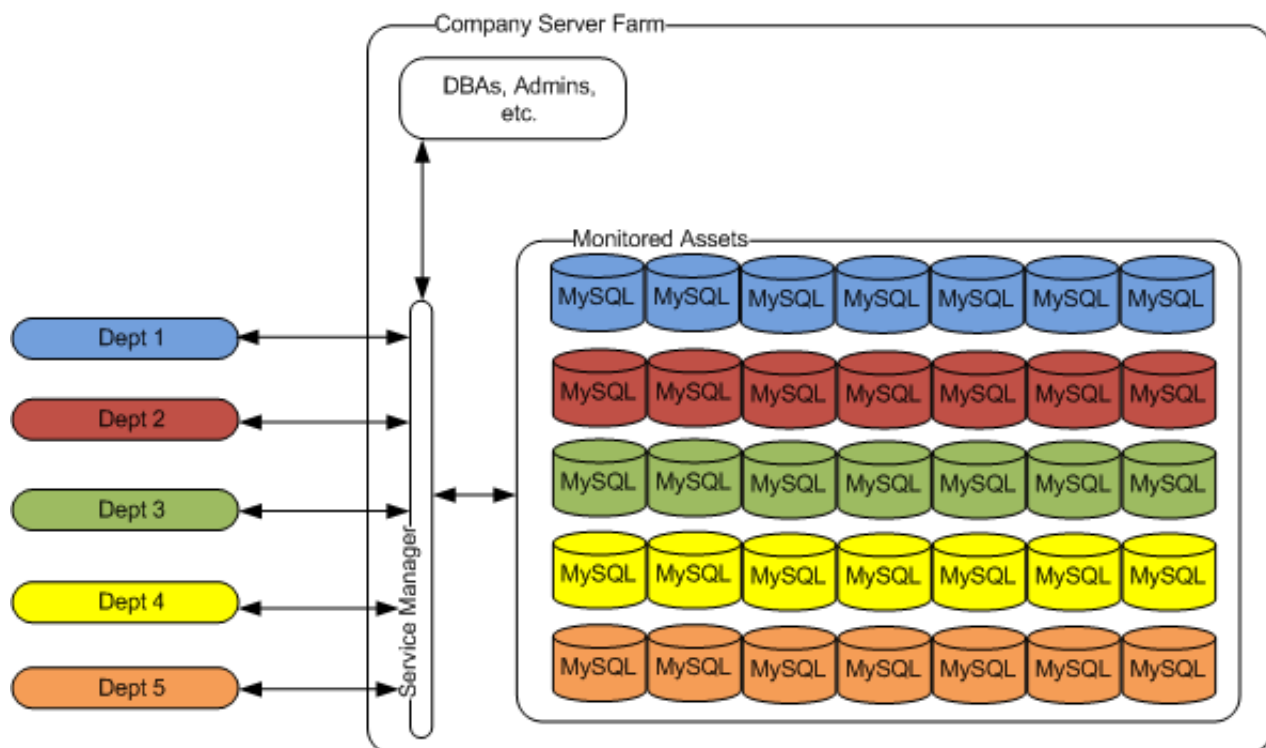 Company Server Farm
DBAs, Admins,
etc.
Monitored Assets
MySQL MySQL MySQL MySQL MySQL MySQL MySQL
Dept 1
MySQL MySQL MySQL MySQL MySQL MySQL MySQL
Dept 2
MySQL MySQL MySQL MySQL MySQL MySQL MySQL
Dept 3
Service Manager
MySQL MySQL MySQL MySQL MySQL MySQL MySQL
Dept 4
MySQL MySQL MySQL MySQL MySQL MySQL MySQL
Dept 5